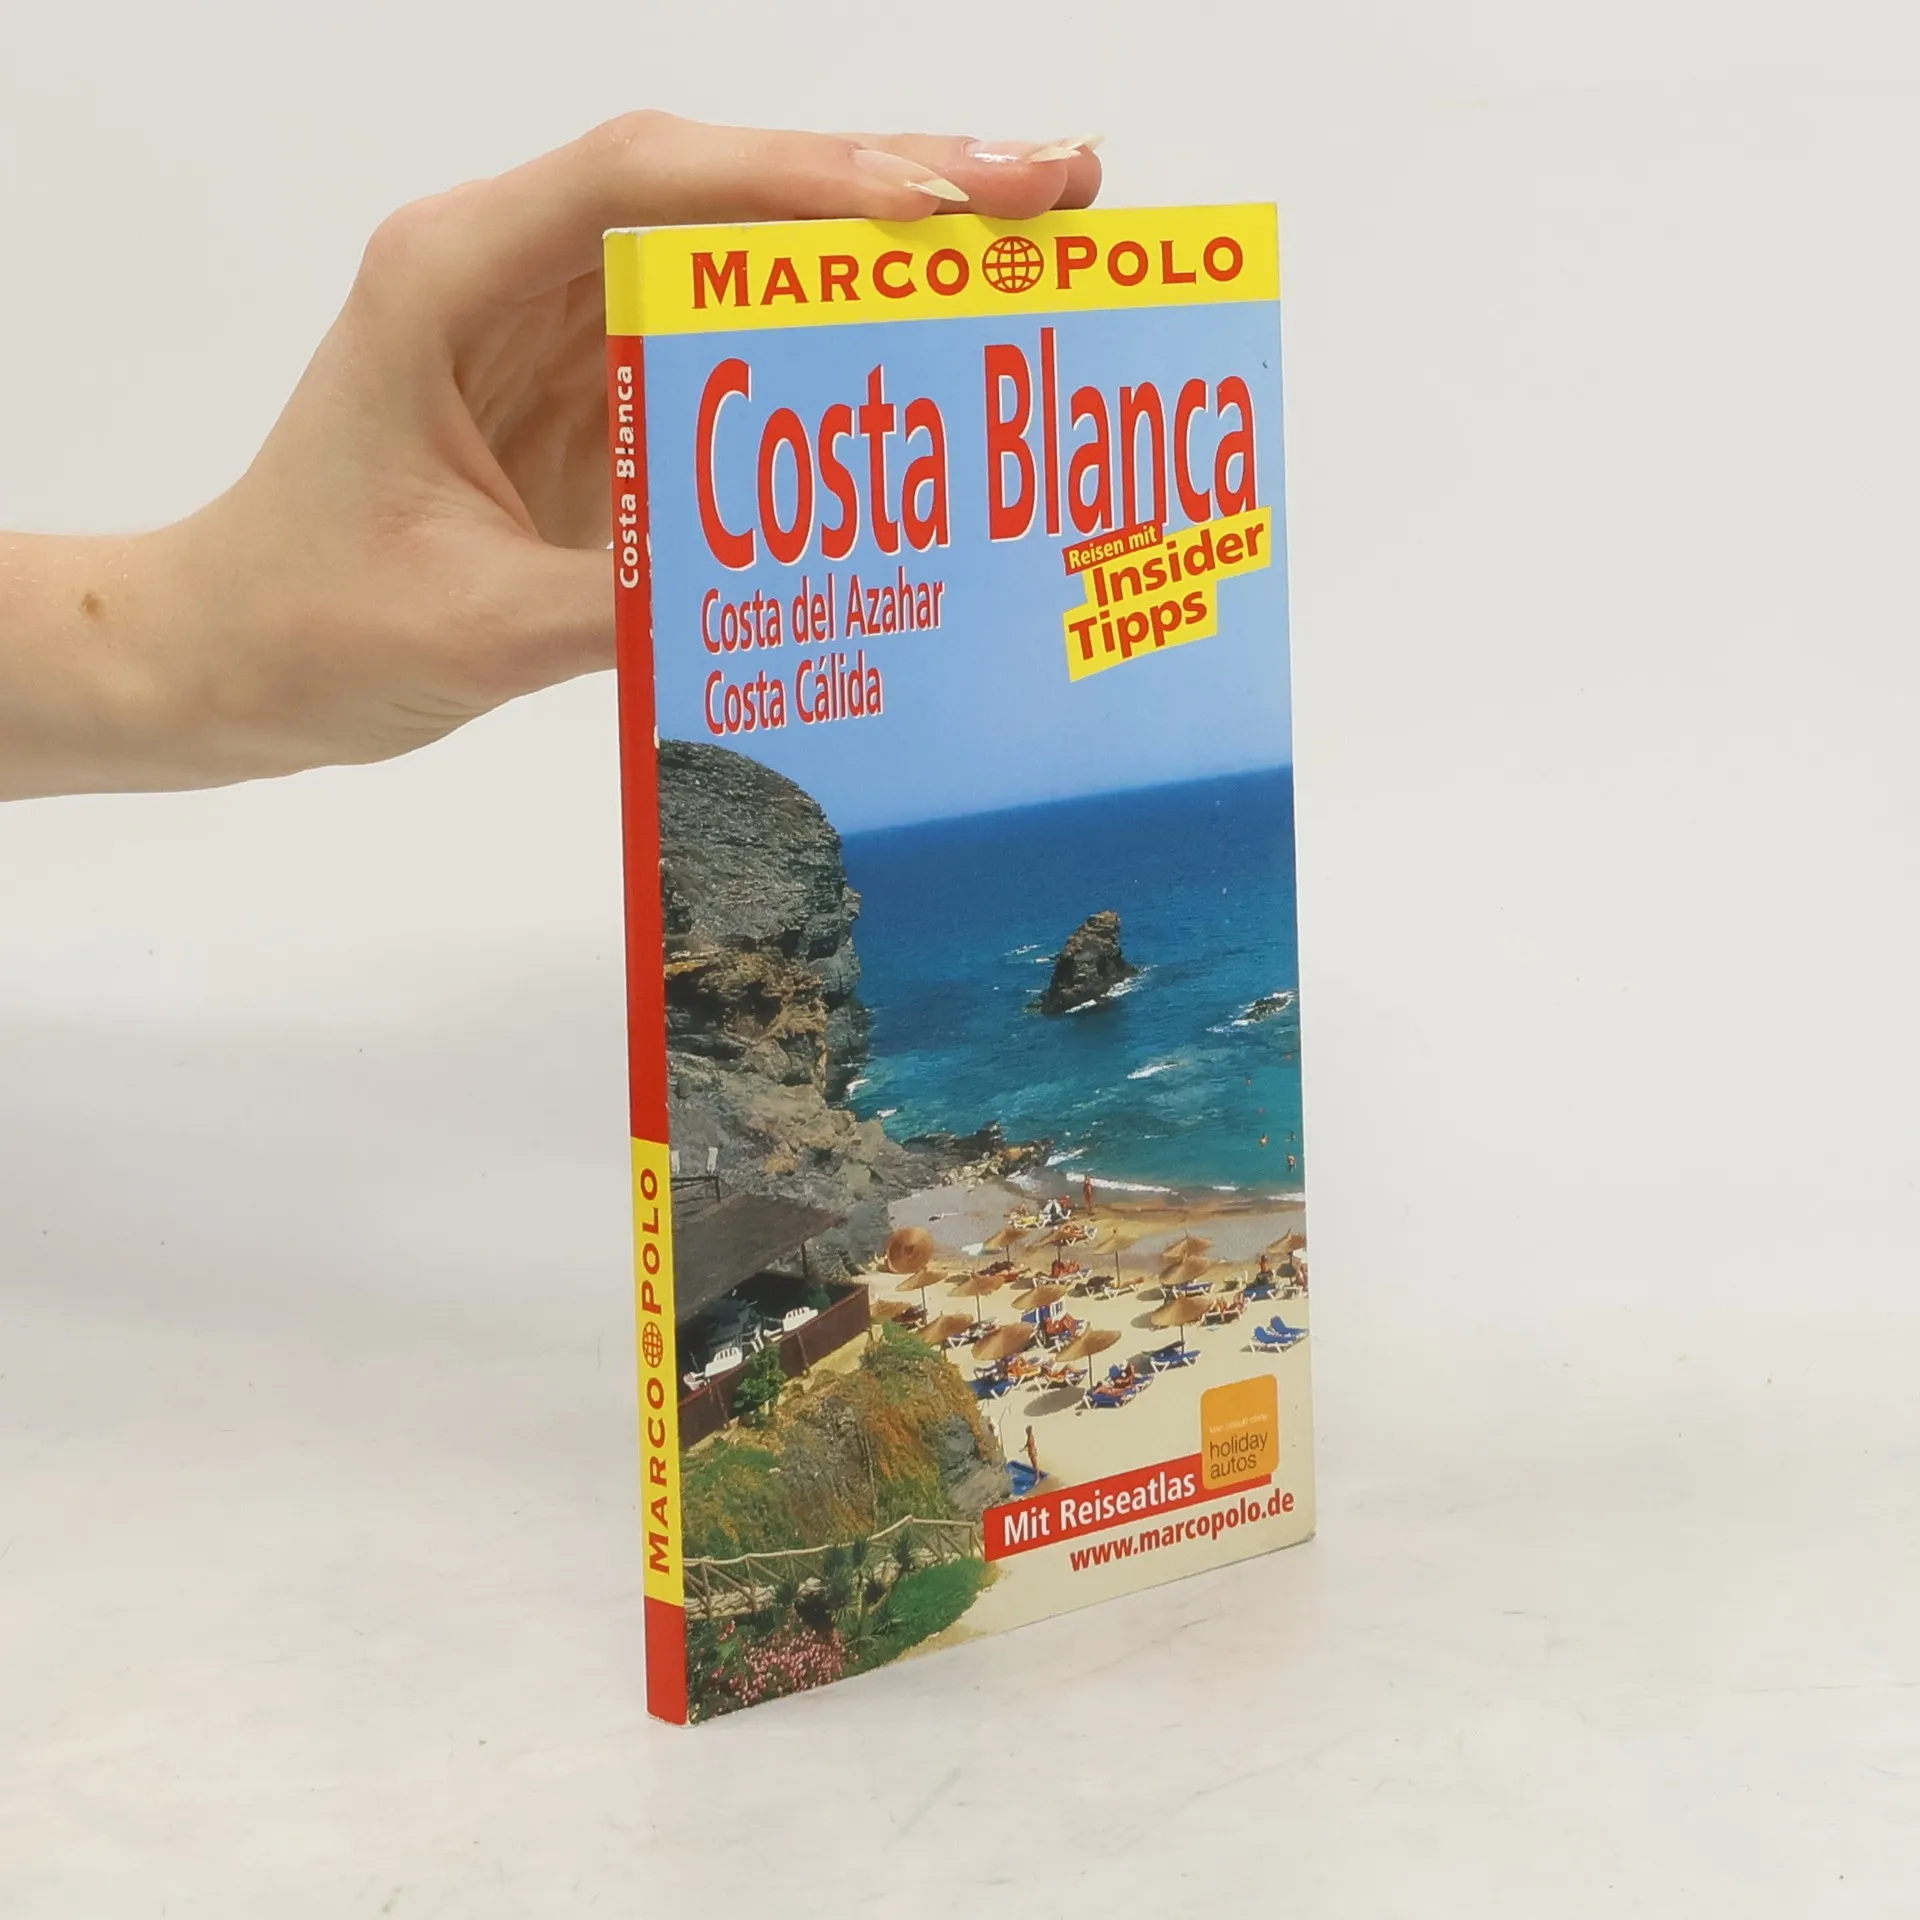 MARCO POLO
Costa Blanca
Reisen mit
Insider
Tipps
Costa del Azahar
Costa Cálida
holiday
autos
Mit Reiseatlas
www.marcopolo.de
Costa Blanca
MARCO POLO